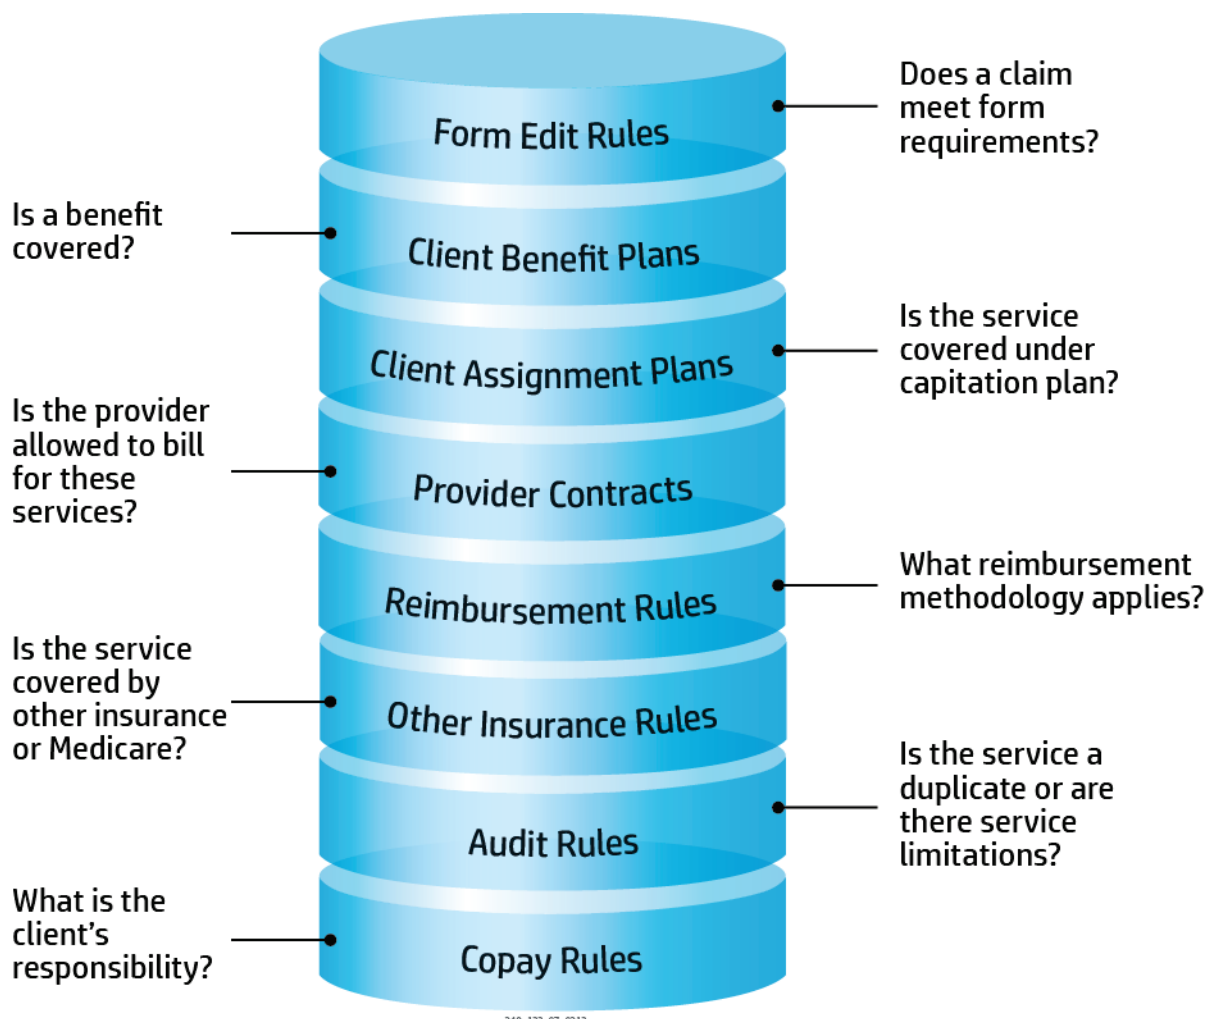 Form Edit Rules
Does a claim
meet form
requirements?
Is a benefit
covered?
Client Benefit Plans
Client Assignment Plans
Is the service
covered under
capitation plan?
Is the provider
allowed to bill
for these
services?
Provider Contracts
Reimbursement Rules
What reimbursement
methodology applies?
Is the service
covered by
other insurance
or Medicare?
Other Insurance Rules
Audit Rules
Is the service a
duplicate or are
there service
limitations?
What is the
client's
responsibility?
Copay Rules